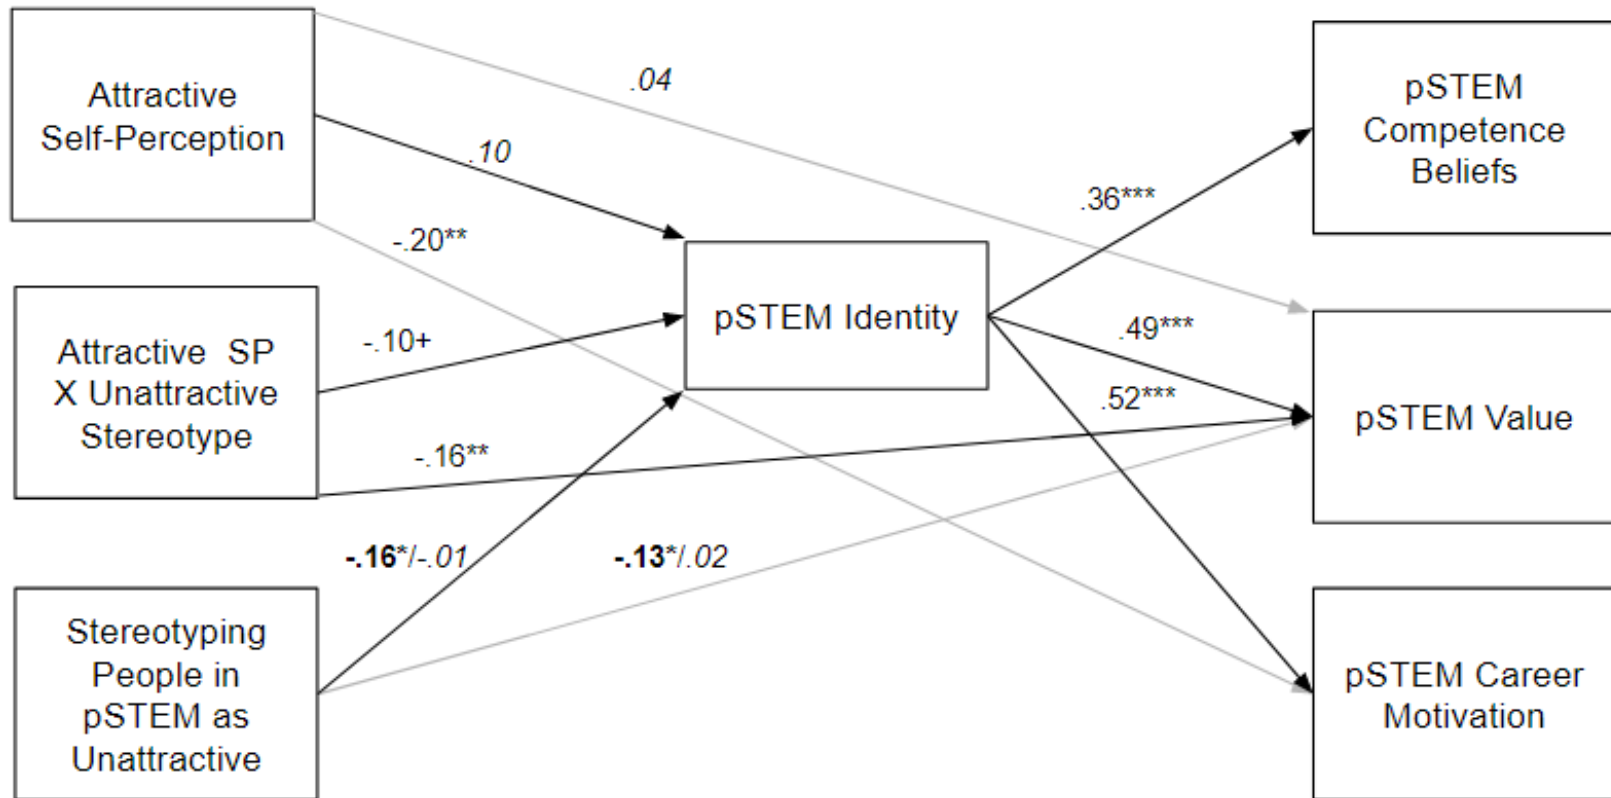 Attractive
Self-Perception
.04
.10
-.20**
Attractive SP
X Unattractive
Stereotype
-.10+
-.16**
Stereotyping
People in
pSTEM as
Unattractive
-.16*/-.01
-.13*/.02
pSTEM Identity
.36***
.49***
.52***
pSTEM
Competence
Beliefs
pSTEM Value
pSTEM Career
Motivation